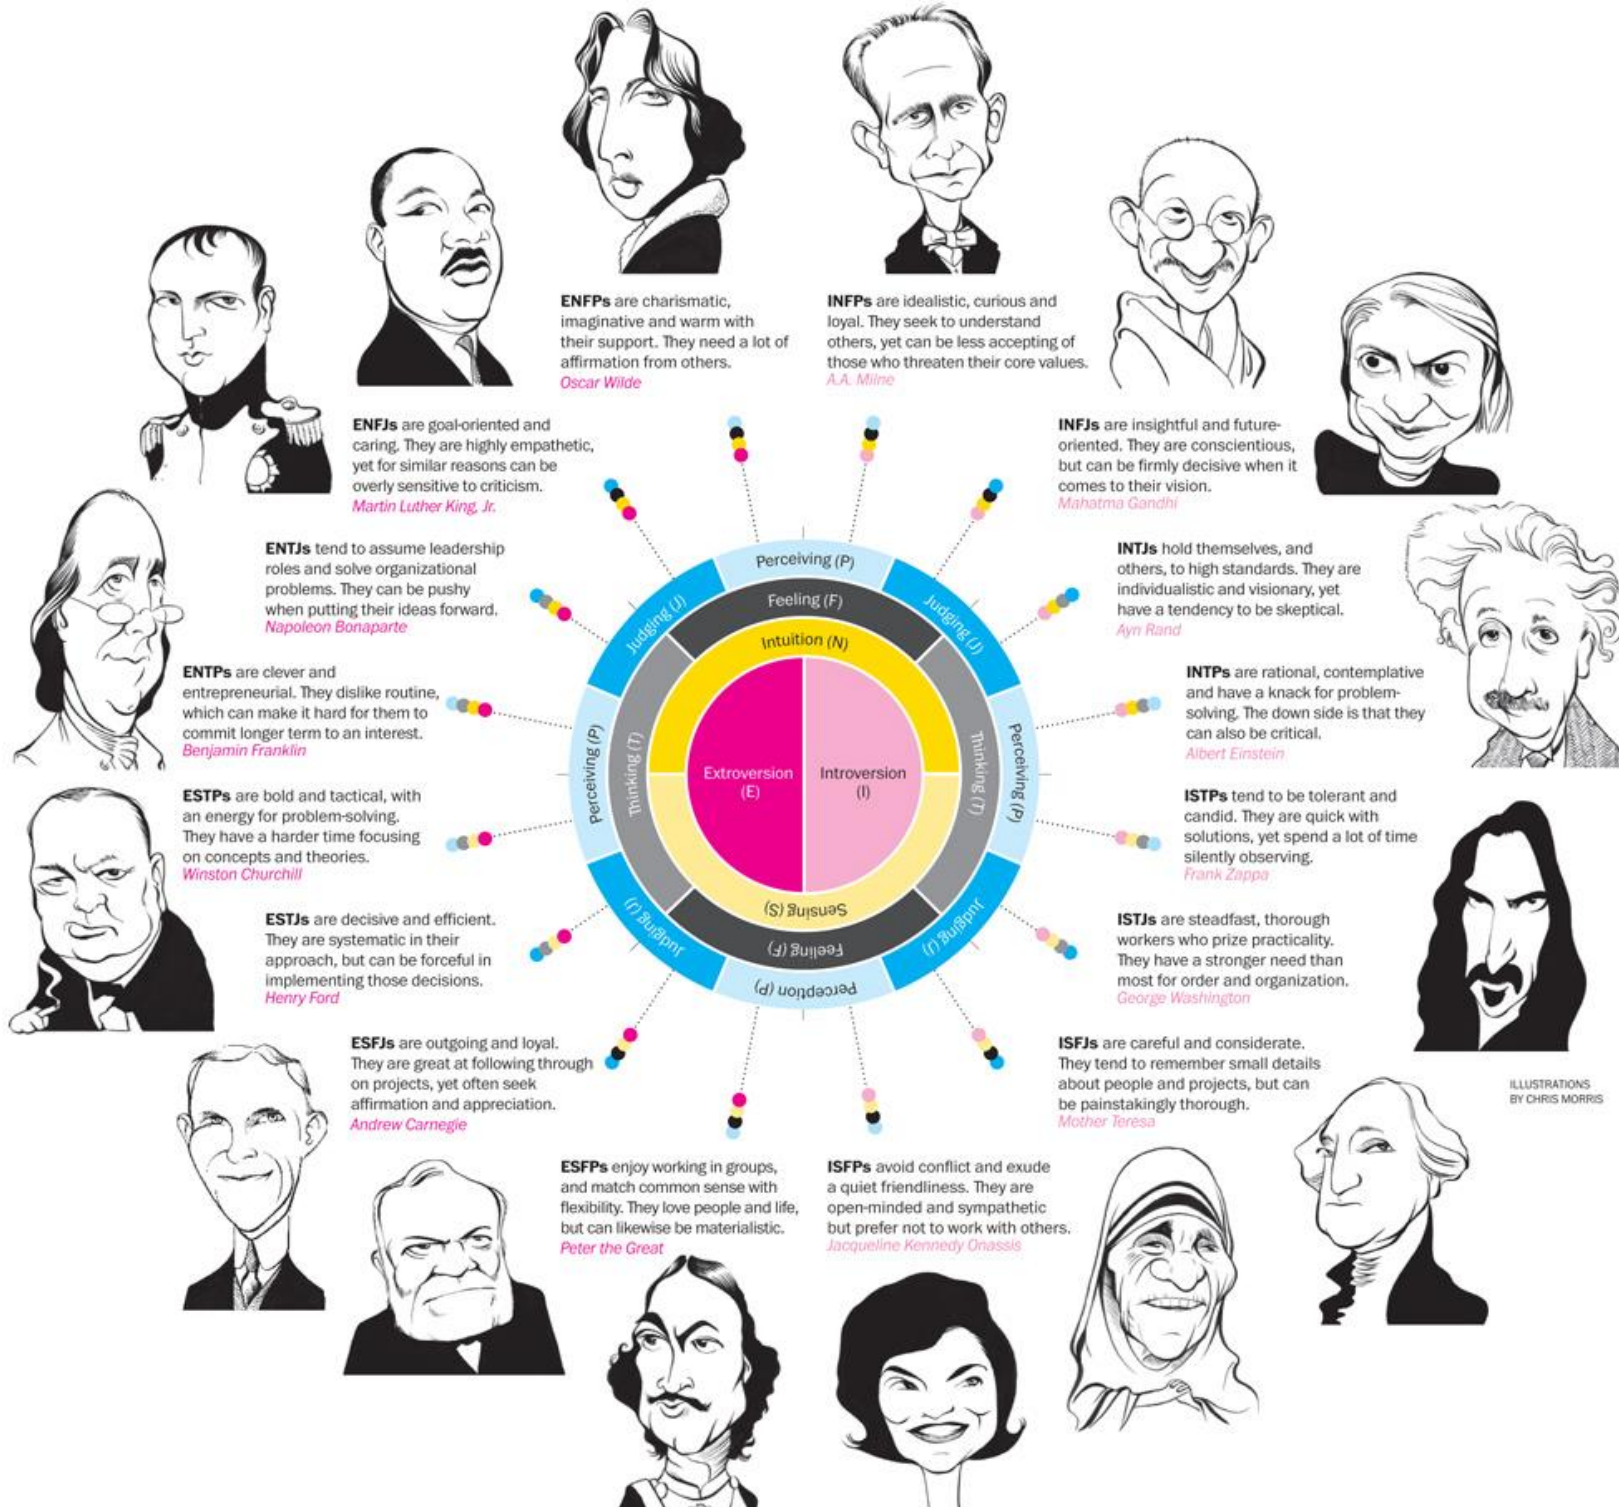 ENFPs are charismatic,
imaginative and warm with
their support. They need a lot of
affirmation from others.
Oscar Wilde
INFPs are idealistic, curious and
loyal. They seek to understand
others, yet can be less accepting of
those who threaten their core values.
A.A. Milne
ENFJs are goal-oriented and
caring. They are highly empathetic,
yet for similar reasons can be
overly sensitive to criticism.
Martin Luther King, Jr.
INFJs are insightful and future-
oriented. They are conscientious,
but can be firmly decisive when it
comes to their vision.
Mahatma Gandhi
ENTJs tend to assume leadership
roles and solve organizational
problems. They can be pushy
when putting their ideas forward.
Napoleon Bonaparte
INTJs hold themselves, and
others, to high standards. They are
individualistic and visionary, yet
have a tendency to be skeptical.
Ayn Rand
ENTPs are clever and
entrepreneurial. They dislike routine,
which can make it hard for them to
commit longer term to an interest.
Benjamin Franklin
INTPs are rational, contemplative
and have a knack for problem-
solving. The down side is that they
can also be critical.
Albert Einstein
ESTPs are bold and tactical, with
an energy for problem-solving.
They have a harder time focusing
on concepts and theories.
Winston Churchill
ISTPs tend to be tolerant and
candid. They are quick with
solutions, yet spend a lot of time
silently observing.
Frank Zappa
ESTJs are decisive and efficient.
They are systematic in their
approach, but can be forceful in
implementing those decisions.
Henry Ford
ISTJs are steadfast, thorough
workers who prize practicality.
They have a stronger need than
most for order and organization.
George Washington
ESFJs are outgoing and loyal.
They are great at following through
on projects, yet often seek
affirmation and appreciation.
Andrew Carnegie
ISFJs are careful and considerate.
They tend to remember small details
about people and projects, but can
be painstakingly thorough.
Mother Teresa
ESFPs enjoy working in groups,
and match common sense with
flexibility. They love people and life,
but can likewise be materialistic.
Peter the Great
ISFPs avoid conflict and exude
a quiet friendliness. They are
open-minded and sympathetic
but prefer not to work with others.
Jacqueline Kennedy Onassis
Perceiving (P)
Judging (J)
Feeling (F)
Judging (J)
Intuition (N)
Perceiving (P)
Thinking (T)
Extroversion
(E)
Introversion
(I)
Thinking (T)
Perceiving (P)
Sensing (S)
Judging (J)
Feeling (F)
Judging (J)
Perception (P)
ILLUSTRATIONS
BY CHRIS MORRIS